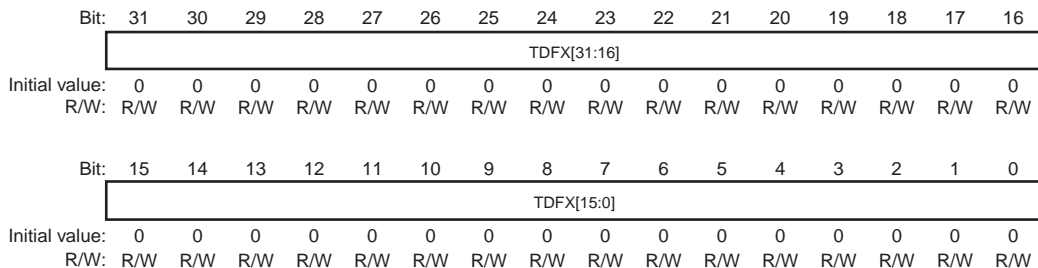 Bit: 31 30 29 28 27 26 25 24 23 22 21 20 19 18 17 16
TDFX[31:16]
Initial value: 0 0 0 0 0 0 0 0 0 0 0 0 0 0 0 0
R/W: R/W R/W R/W R/W R/W R/W R/W R/W R/W R/W R/W R/W R/W R/W R/W R/W
Bit: 15 14 13 12 11 10 9 8 7 6 5 4 3 2 1 0
TDFX[15:0]
Initial value: 0 0 0 0 0 0 0 0 0 0 0 0 0 0 0 0
R/W: R/W R/W R/W R/W R/W R/W R/W R/W R/W R/W R/W R/W R/W R/W R/W R/W